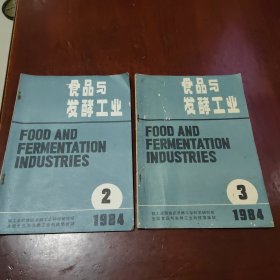 食品与
发酵工业
FOOD AND
FERMENTATION
INDUSTRIES
2
1984
食品与
发酵工业
FOOD AND
FERMENTATION
INDUSTRIES
3
1984